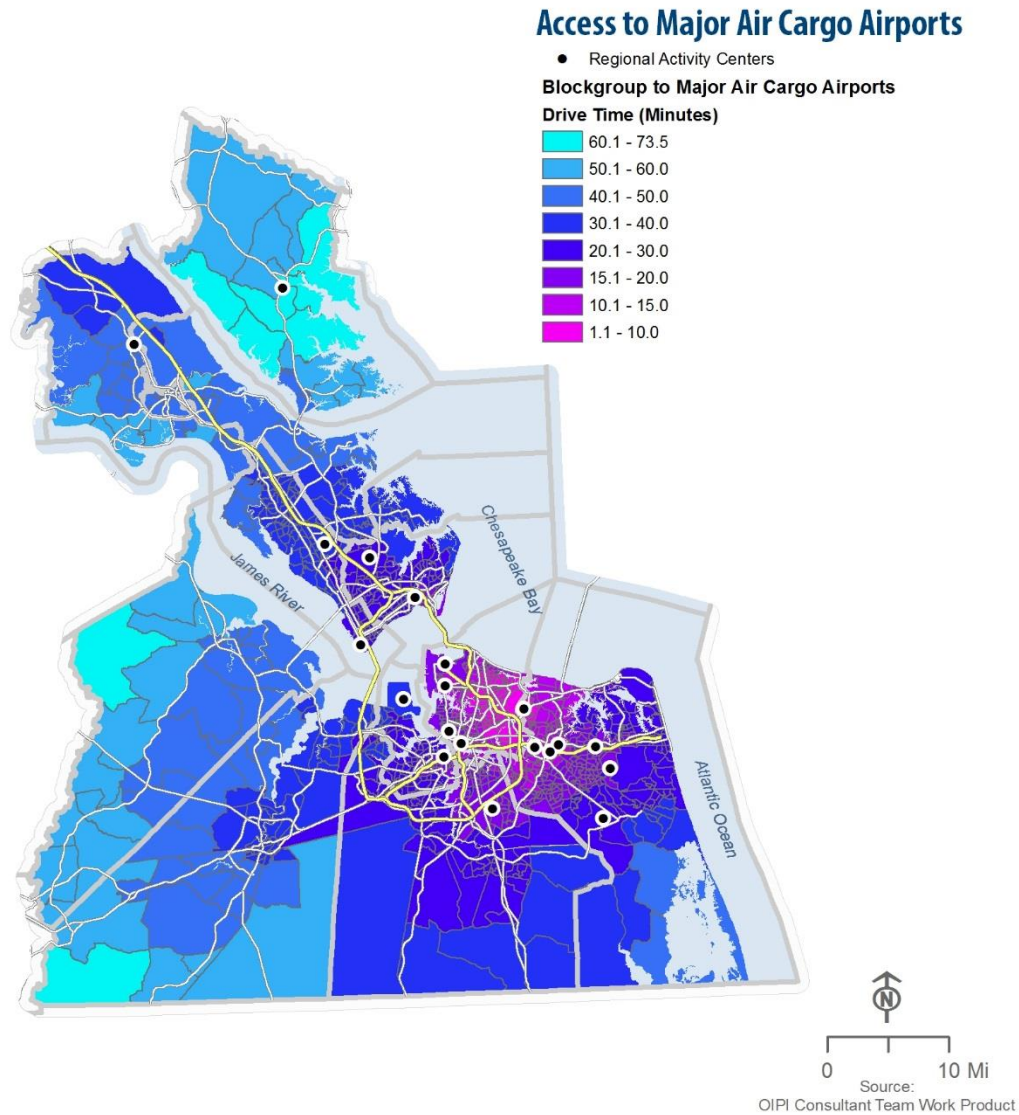 Access to Major Air Cargo Airports
Regional Activity Centers
Blockgroup to Major Air Cargo Airports
Drive Time (Minutes)
60.1 - 73.5
50.1 - 60.0
40.1 - 50.0
30.1 - 40.0
20.1 - 30.0
15.1 - 20.0
10.1 - 15.0
1.1 - 10.0
Chesapeake Bay
James River
Atlantic Ocean
N
0 10 Mi
Source:
OIPI Consultant Team Work Product